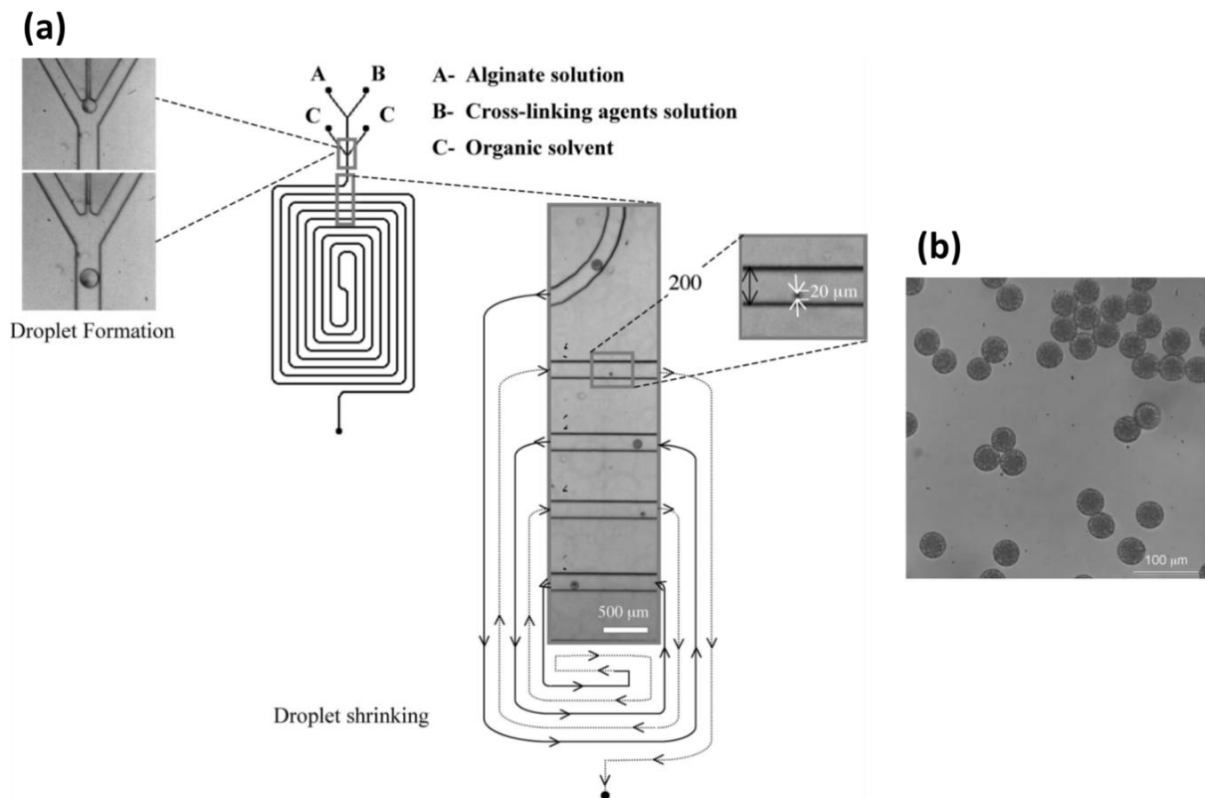 (a)
A
B
C
C
A- Alginate solution
B- Cross-linking agents solution
C- Organic solvent
Droplet Formation
200
20 μm
500 μm
Droplet shrinking
(b)
100 μm